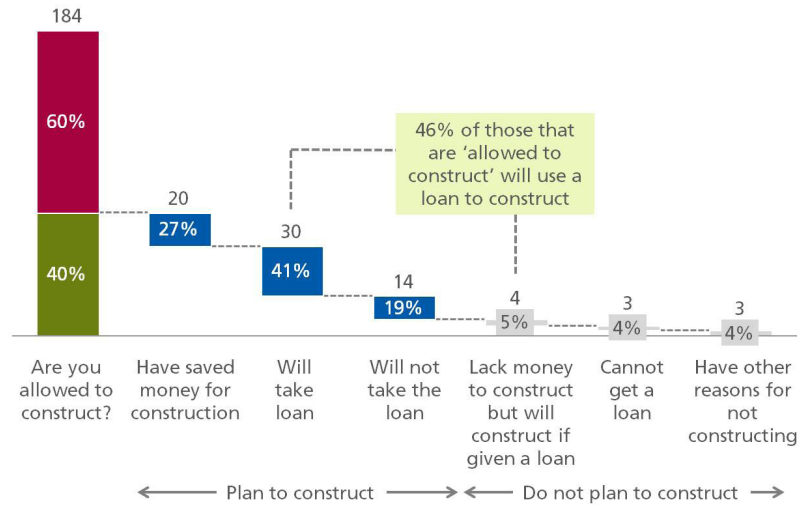 184
60%
40%
20
27%
30
41%
14
19%
4
5%
3
4%
3
4%
46% of those that
are ‘allowed to
construct’ will use a
loan to construct
Are you
allowed to
construct?
Have saved
money for
construction
Will
take
loan
Will not
take the
loan
Lack money
to construct
but will
construct if
given a loan
Cannot
get a
loan
Have other
reasons for
not
constructing
Plan to construct
Do not plan to construct